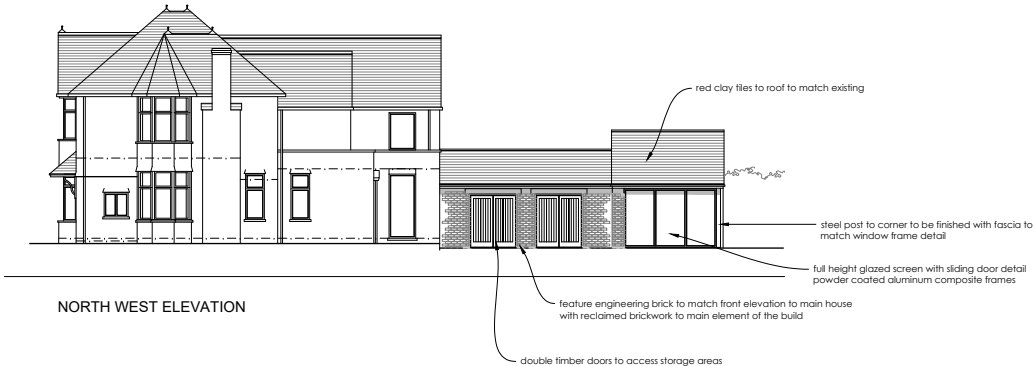 red clay tiles to roof to match existing
steel post to corner to be finished with fascia to
match window frame detail
full height glazed screen with sliding door detail
powder coated aluminum composite frames
NORTH WEST ELEVATION
feature engineering brick to match front elevation to main house
with reclaimed brickwork to main element of the build
double timber doors to access storage areas